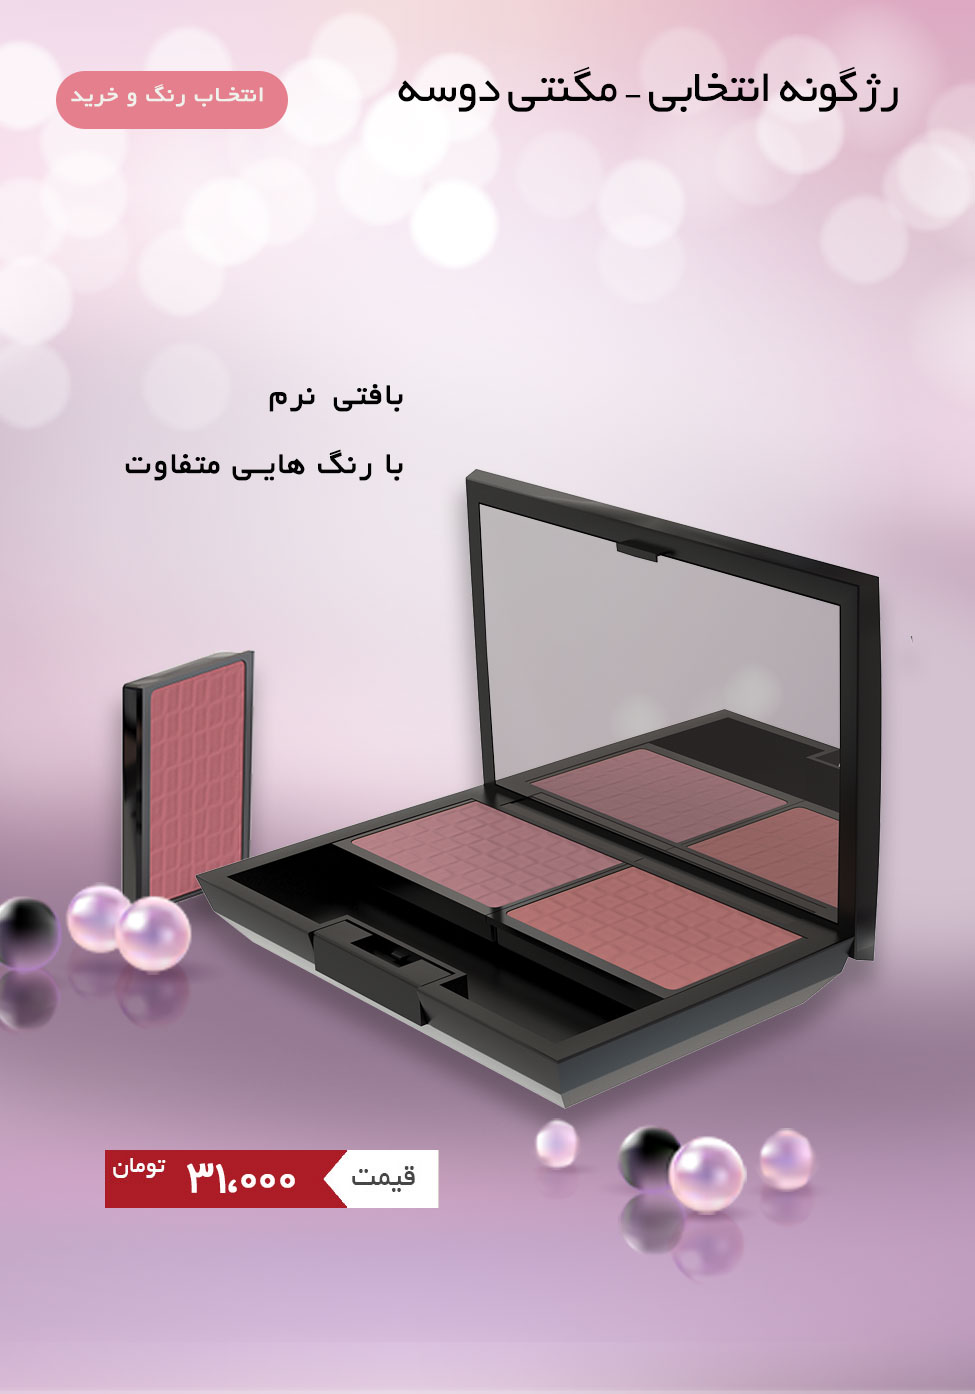 رژگونه انتخابی - مگنتی دوسه
انتخاب رنگ و خرید
بافتی نرم
با رنگ هایی متفاوت
قیمت ۳۱،۰۰۰ تومان